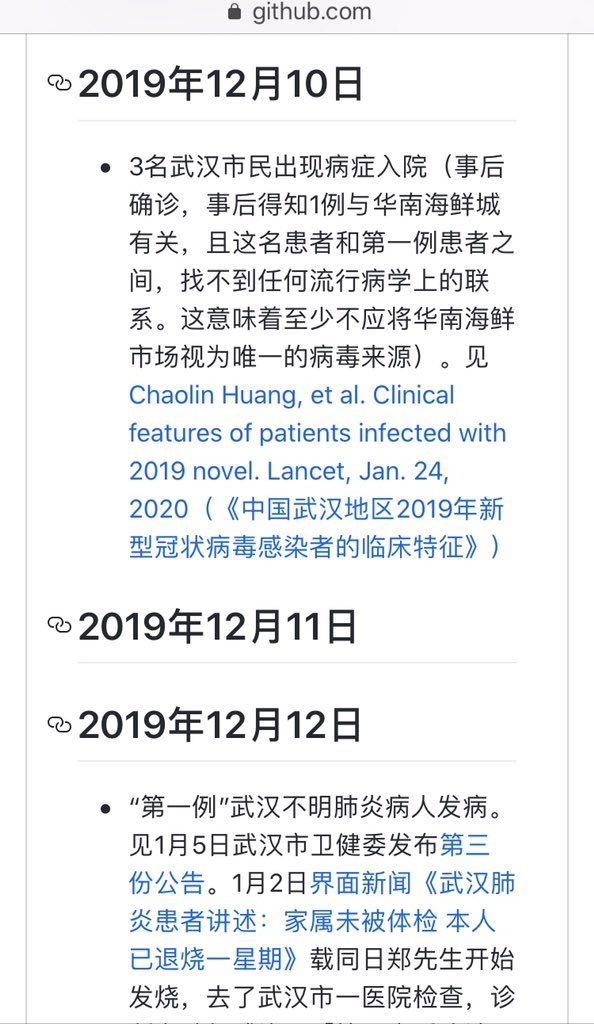 github.com
2019年12月10日
3名武汉市民出现病症入院（事后
确诊，事后得知1例与华南海鲜城
有关，且这名患者和第一例患者之
间，找不到任何流行病学上的联
系。这意味着至少不应将华南海鲜
市场视为唯一的病毒来源）。见
Chaolin Huang, et al. Clinical
features of patients infected with
2019 novel. Lancet, Jan. 24,
2020（《中国武汉地区2019年新
型冠状病毒感染者的临床特征》）
2019年12月11日
2019年12月12日
“第一例”武汉不明肺炎病人发病。
见1月5日武汉市卫健委发布第三
份公告。1月2日界面新闻《武汉肺
炎患者讲述：家属未被体检 本人
已退烧一星期》载同日郑先生开始
发烧，去了武汉市一医院检查，诊